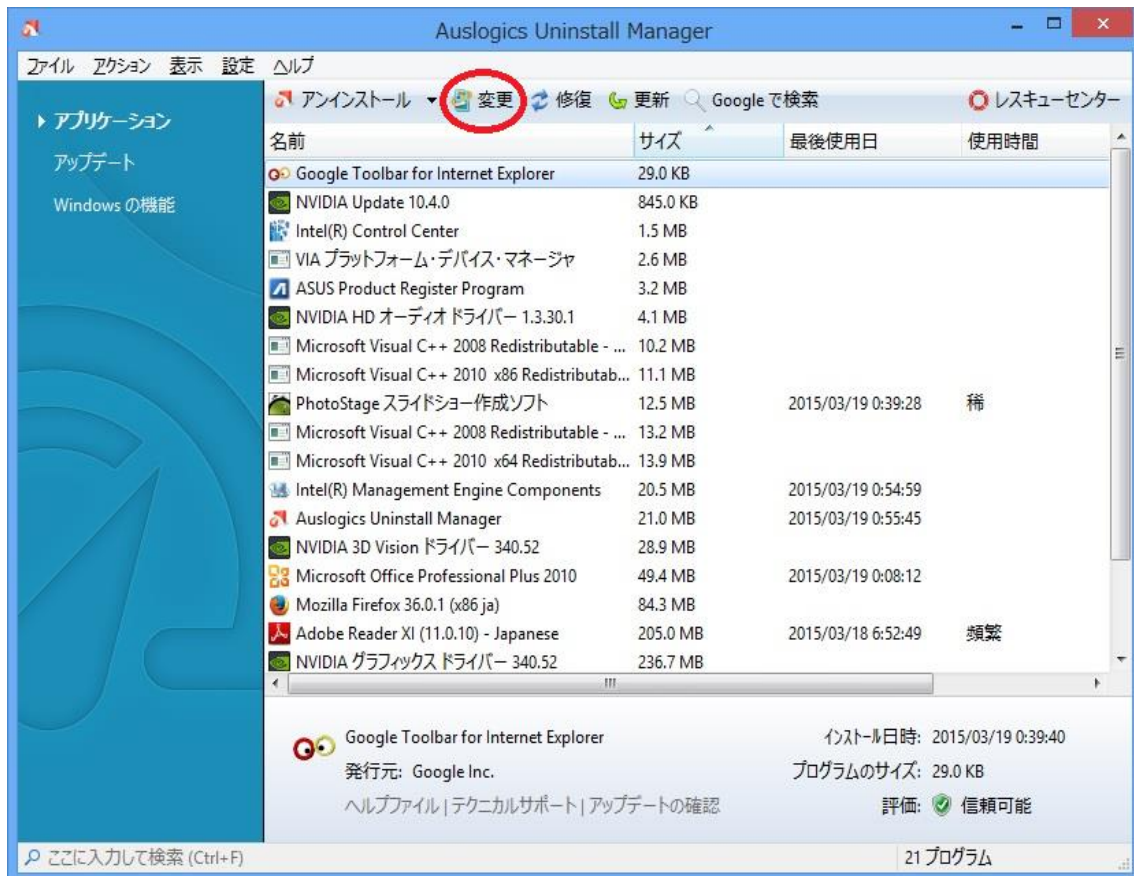 Auslogics Uninstall Manager
ファイル アクション 表示 設定 ヘルプ
アンインストール 変更 修復 更新 Google で検索 レスキューセンター
アプリケーション
アップデート
Windows の機能
名前 サイズ 最後使用日 使用時間
Google Toolbar for Internet Explorer 29.0 KB
NVIDIA Update 10.4.0 845.0 KB
Intel(R) Control Center 1.5 MB
VIA プラットフォーム・デバイス・マネージャ 2.6 MB
ASUS Product Register Program 3.2 MB
NVIDIA HD オーディオ ドライバー 1.3.30.1 4.1 MB
Microsoft Visual C++ 2008 Redistributable - ... 10.2 MB
Microsoft Visual C++ 2010 x86 Redistributab... 11.1 MB
PhotoStage スライドショー作成ソフト 12.5 MB 2015/03/19 0:39:28 稀
Microsoft Visual C++ 2008 Redistributable - ... 13.2 MB
Microsoft Visual C++ 2010 x64 Redistributab... 13.9 MB
Intel(R) Management Engine Components 20.5 MB 2015/03/19 0:54:59
Auslogics Uninstall Manager 21.0 MB 2015/03/19 0:55:45
NVIDIA 3D Vision ドライバー 340.52 28.9 MB
Microsoft Office Professional Plus 2010 49.4 MB 2015/03/19 0:08:12
Mozilla Firefox 36.0.1 (x86 ja) 84.3 MB
Adobe Reader XI (11.0.10) - Japanese 205.0 MB 2015/03/18 6:52:49 頻繁
NVIDIA グラフィックス ドライバー 340.52 236.7 MB
Google Toolbar for Internet Explorer インストール日時: 2015/03/19 0:39:40
発行元: Google Inc. プログラムのサイズ: 29.0 KB
ヘルプファイル | テクニカルサポート | アップデートの確認 評価: 信頼可能
ここに入力して検索 (Ctrl+F) 21 プログラム